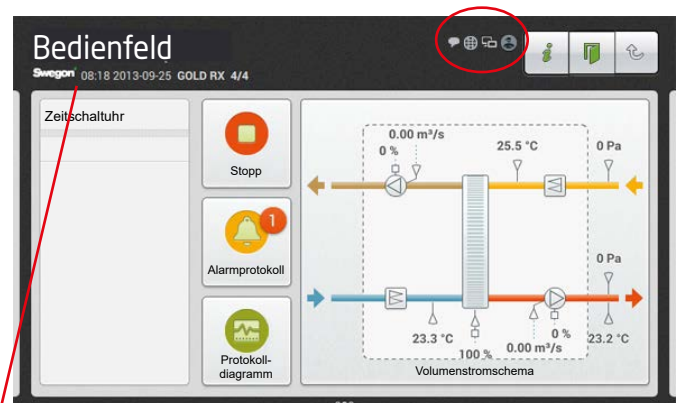 Bedienfeld
Swegon 08:18 2013-09-25 GOLD RX 4/4
Zeitschaltuhr
Stopp
1
Alarmprotokoll
Protokoll-
diagramm
0.00 m³/s
0 %
25.5 °C
0 Pa
0 Pa
23.3 °C
100 %
0.00 m³/s
0 %
23.2 °C
Volumenstromschema